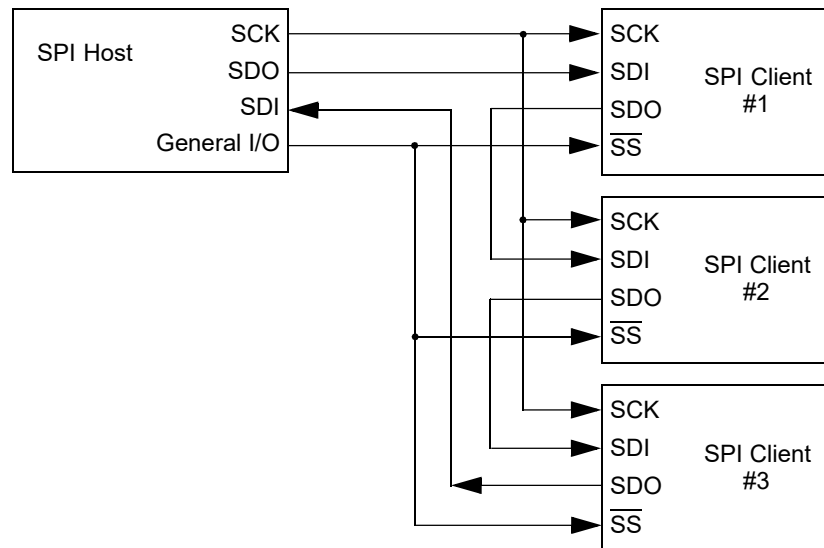 SPI Host
SCK
SDO
SDI
General I/O
SCK
SDI
SDO
SS
SPI Client
#1
SCK
SDI
SDO
SS
SPI Client
#2
SCK
SDI
SDO
SS
SPI Client
#3